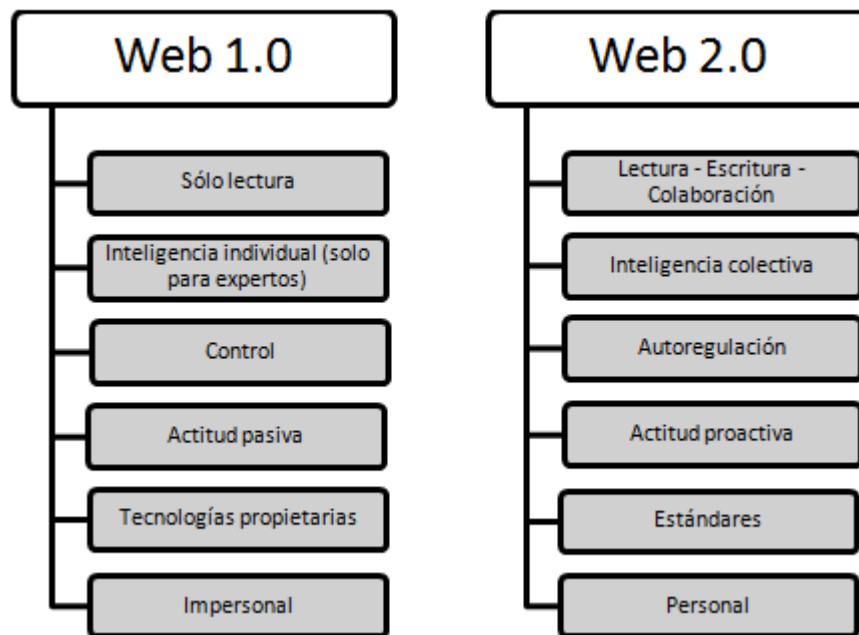 Web 1.0
Sólo lectura
Inteligencia individual (solo
para expertos)
Control
Actitud pasiva
Tecnologías propietarias
Impersonal
Web 2.0
Lectura - Escritura -
Colaboración
Inteligencia colectiva
Autoregulación
Actitud proactiva
Estándares
Personal